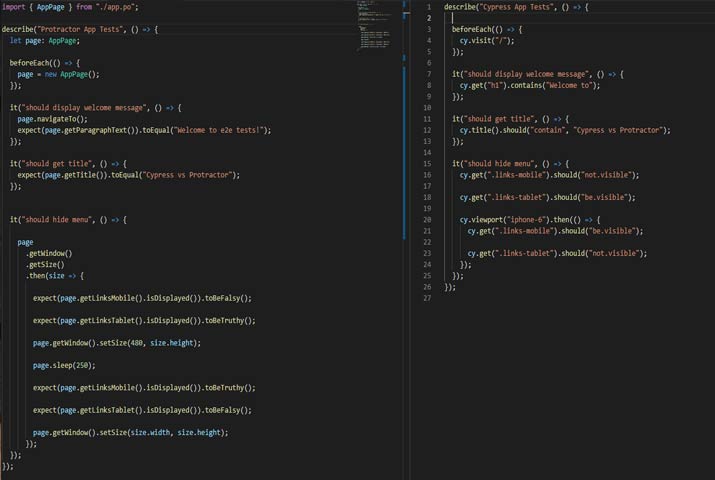 import { AppPage } from "./app.po";
describe("Protractor App Tests", () => {
let page: AppPage;
beforeEach(() => {
page = new AppPage();
});
it("should display welcome message", () => {
page.navigateTo();
expect(page.getParagraphText()).toEqual("Welcome to e2e tests!");
});
it("should get title", () => {
expect(page.getTitle()).toEqual("Cypress vs Protractor");
});
it("should hide menu", () => {
page
.getWindow()
.getSize()
.then(size => {
expect(page.getLinksMobile().isDisplayed()).toBeFalsy();
expect(page.getLinksTablet().isDisplayed()).toBeTruthy();
page.getWindow().setSize(480, size.height);
page.sleep(250);
expect(page.getLinksMobile().isDisplayed()).toBeTruthy();
expect(page.getLinksTablet().isDisplayed()).toBeFalsy();
page.getWindow().setSize(size.width, size.height);
});
});
});
1 describe("Cypress App Tests", () => {
2
3 beforeEach(() => {
4 cy.visit("/");
5 });
6
7 it("should display welcome message", () => {
8 cy.get("h1").contains("Welcome to");
9 });
10
11 it("should get title", () => {
12 cy.title().should("contain", "Cypress vs Protractor");
13 });
14
15 it("should hide menu", () => {
16 cy.get(".links-mobile").should("not.visible");
17
18 cy.get(".links-tablet").should("be.visible");
19
20 cy.viewport("iphone-6").then(() => {
21 cy.get(".links-mobile").should("be.visible");
22
23 cy.get(".links-tablet").should("not.visible");
24 });
25 });
26 });
27